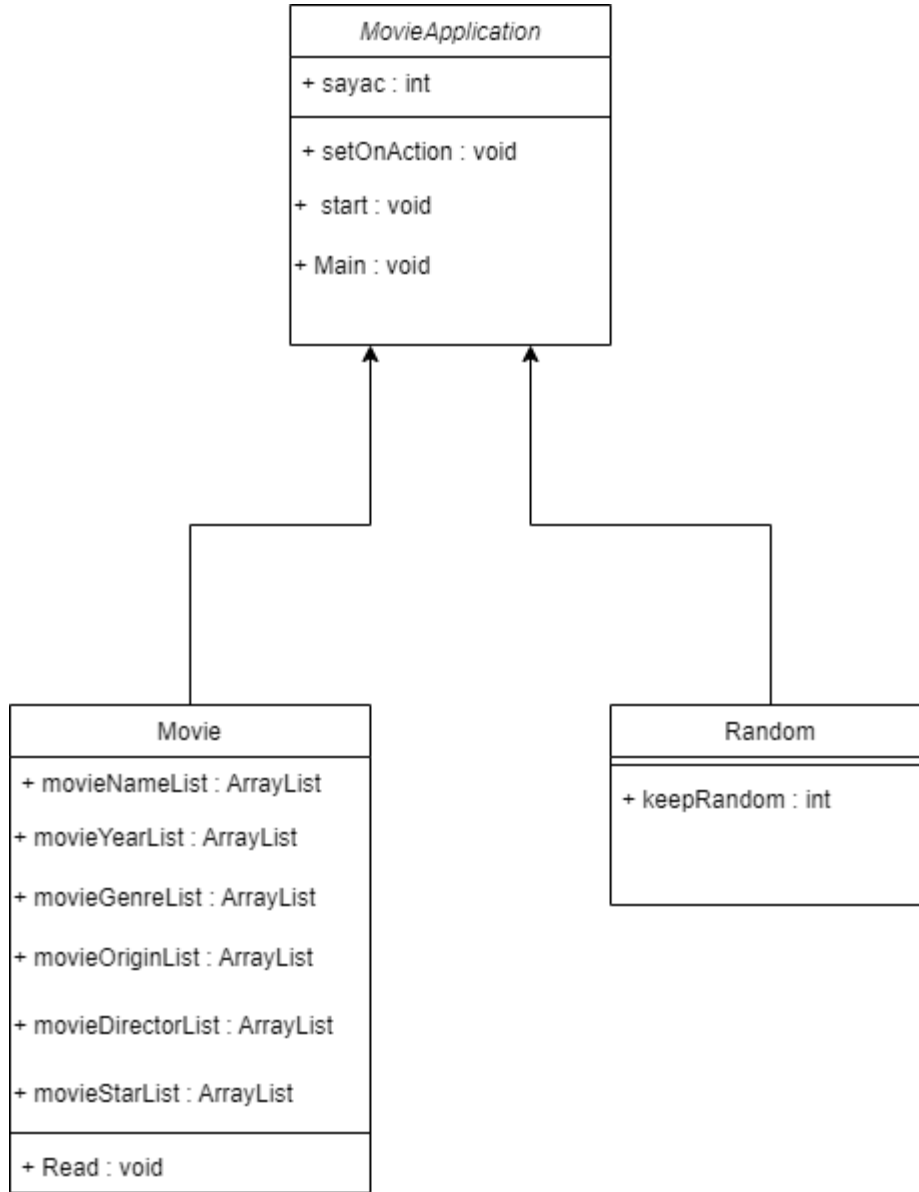 MovieApplication
+ sayac : int
+ setOnAction : void
+ start : void
+ Main : void
Movie
+ movieNameList : ArrayList
+ movieYearList : ArrayList
+ movieGenreList : ArrayList
+ movieOriginList : ArrayList
+ movieDirectorList : ArrayList
+ movieStarList : ArrayList
+ Read : void
Random
+ keepRandom : int